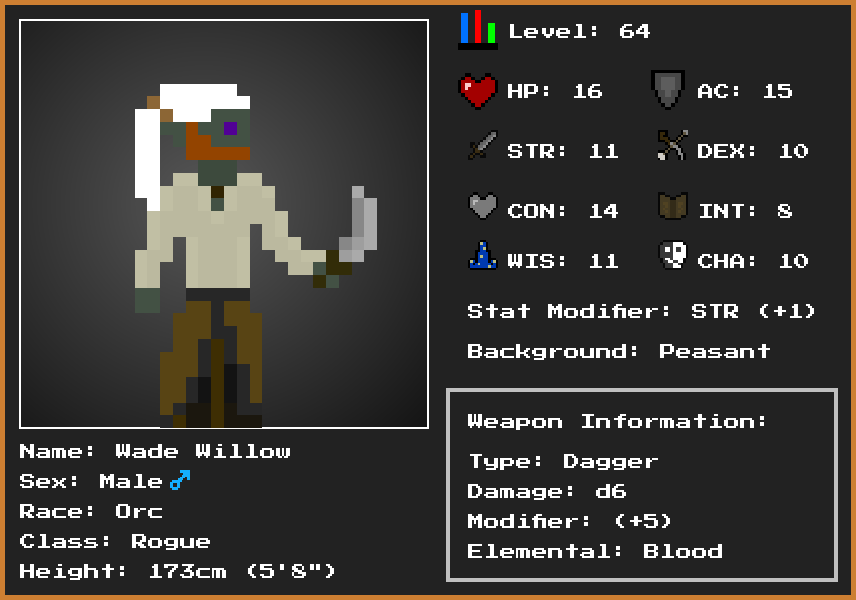 Level: 64
HP: 16
AC: 15
STR: 11
DEX: 10
CON: 14
INT: 8
WIS: 11
CHA: 10
Stat Modifier: STR (+1)
Background: Peasant
Weapon Information:
Type: Dagger
Damage: d6
Modifier: (+5)
Elemental: Blood
Name: Wade Willow
Sex: Male♂
Race: Orc
Class: Rogue
Height: 173cm (5'8")